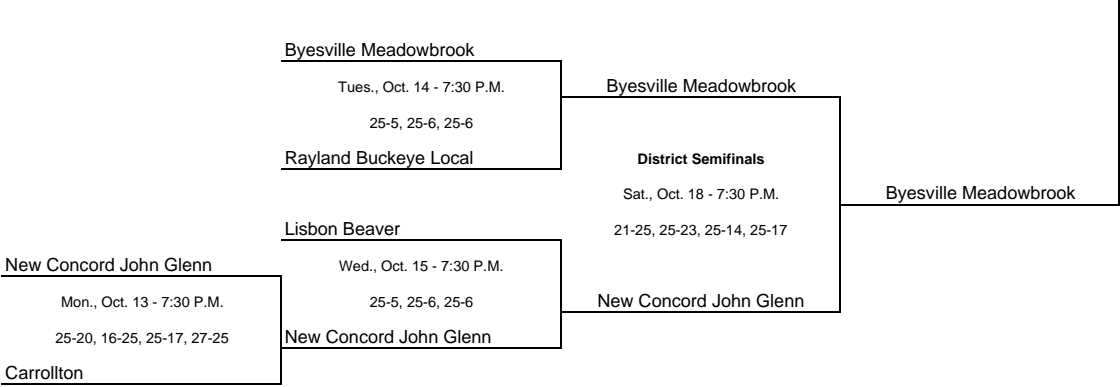 Byesville Meadowbrook
Tues., Oct. 14 - 7:30 P.M.
Byesville Meadowbrook
25-5, 25-6, 25-6
Rayland Buckeye Local
District Semifinals
Sat., Oct. 18 - 7:30 P.M.
Byesville Meadowbrook
Lisbon Beaver
21-25, 25-23, 25-14, 25-17
New Concord John Glenn
Wed., Oct. 15 - 7:30 P.M.
Mon., Oct. 13 - 7:30 P.M.
25-5, 25-6, 25-6
New Concord John Glenn
25-20, 16-25, 25-17, 27-25
New Concord John Glenn
Carrollton